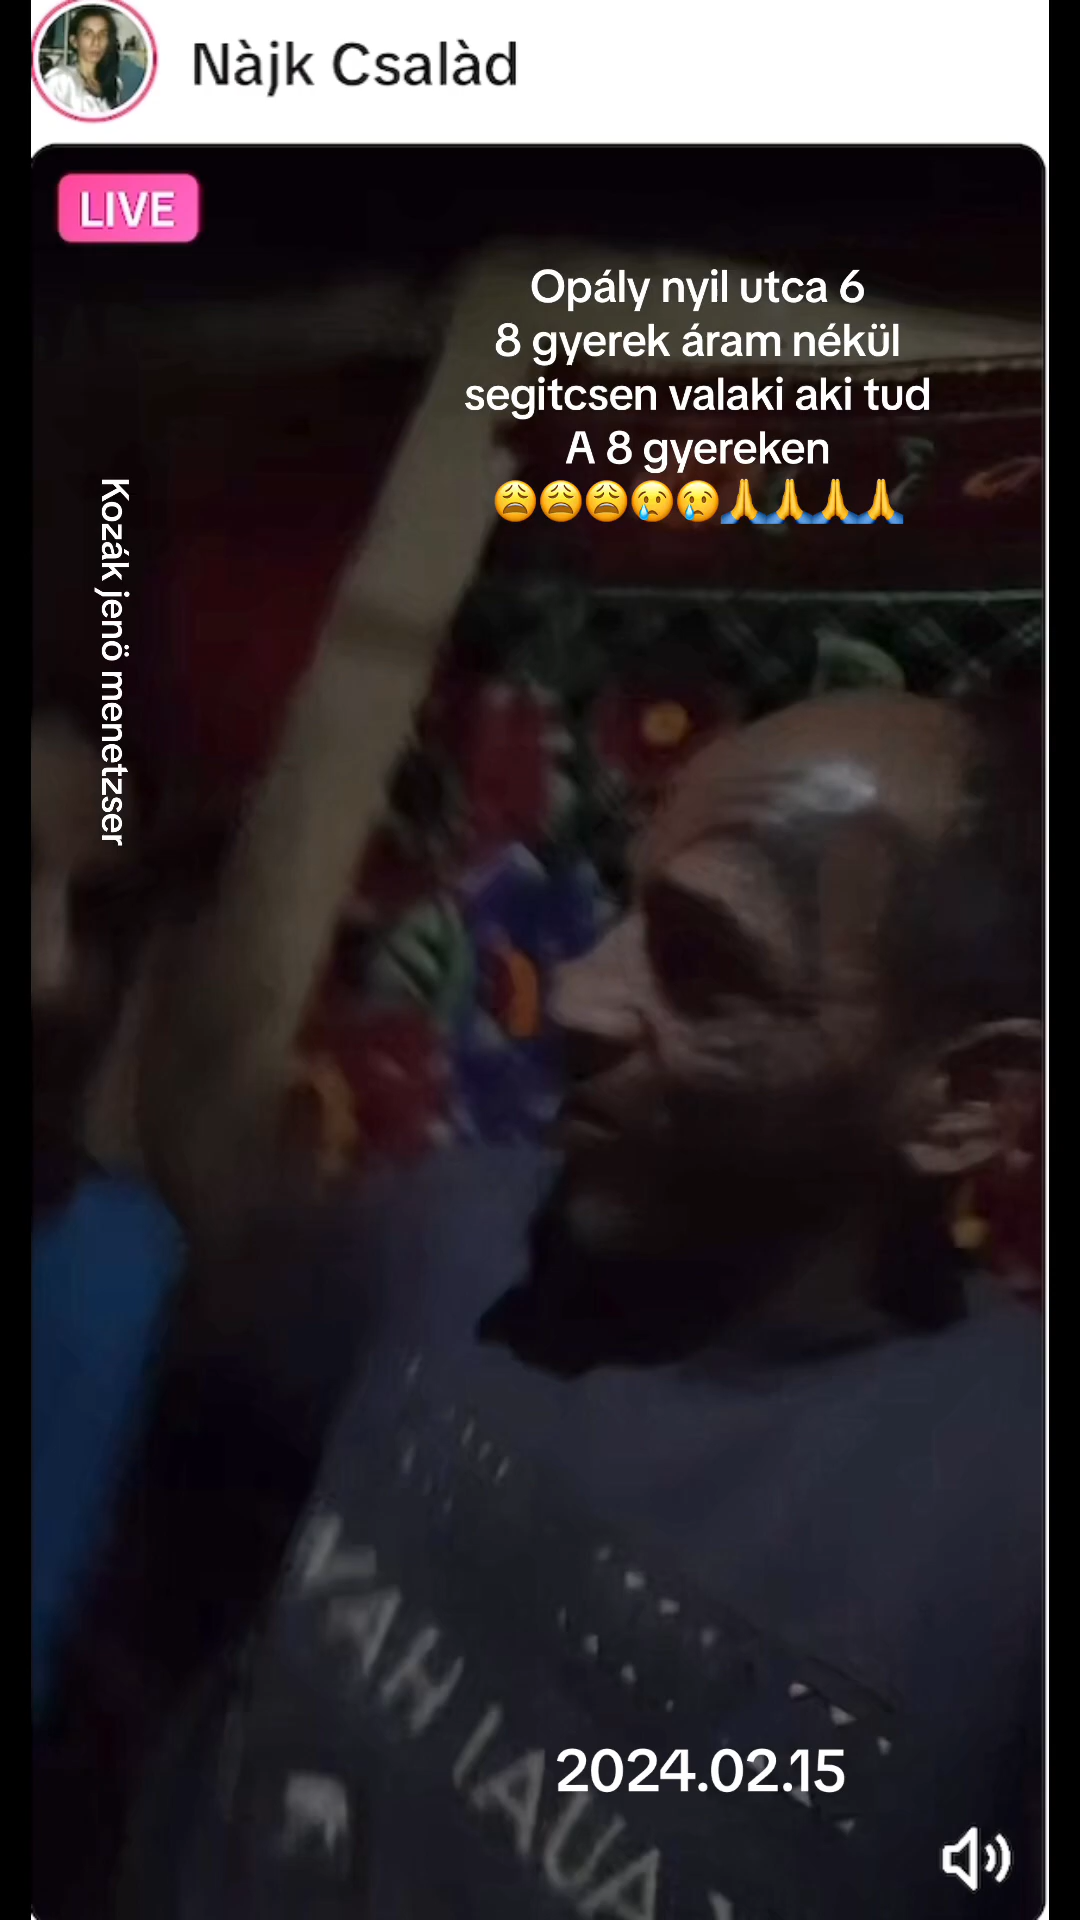 Nàjk Csalàd
LIVE
Opály nyil utca 6
8 gyerek áram nékül
segitcsen valaki aki tud
A 8 gyereken
😩😩😩😢😢🙏🙏🙏🙏
Kozák jenö menetzser
2024.02.15